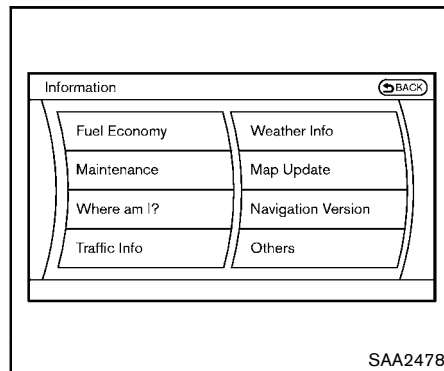 Information
BACK
Fuel Economy
Weather Info
Maintenance
Map Update
Where am I?
Navigation Version
Traffic Info
Others
SAA2478